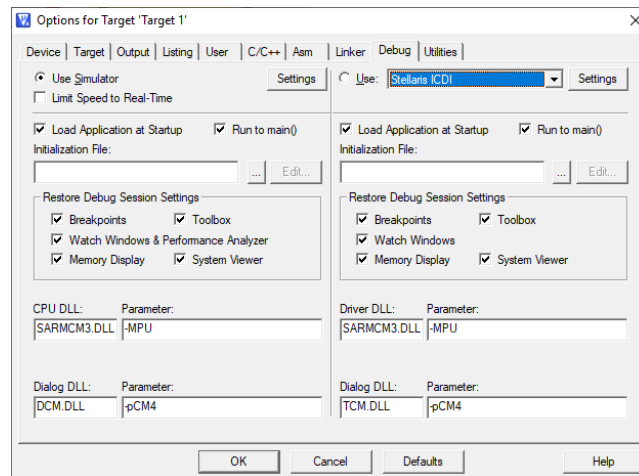 Options for Target 'Target 1'
Device Target Output Listing User C/C++ Asm Linker Debug Utilities
Use Simulator Settings
Limit Speed to Real-Time
Use: Stellaris ICDI Settings
Load Application at Startup Run to main()
Initialization File:
... Edit...
Load Application at Startup Run to main()
Initialization File:
... Edit...
Restore Debug Session Settings
Breakpoints Toolbox
Watch Windows & Performance Analyzer
Memory Display System Viewer
Restore Debug Session Settings
Breakpoints Toolbox
Watch Windows
Memory Display System Viewer
CPU DLL: Parameter:
SARMCM3.DLL -MPU
Driver DLL: Parameter:
SARMCM3.DLL -MPU
Dialog DLL: Parameter:
DCM.DLL -pCM4
Dialog DLL: Parameter:
TCM.DLL -pCM4
OK Cancel Defaults Help